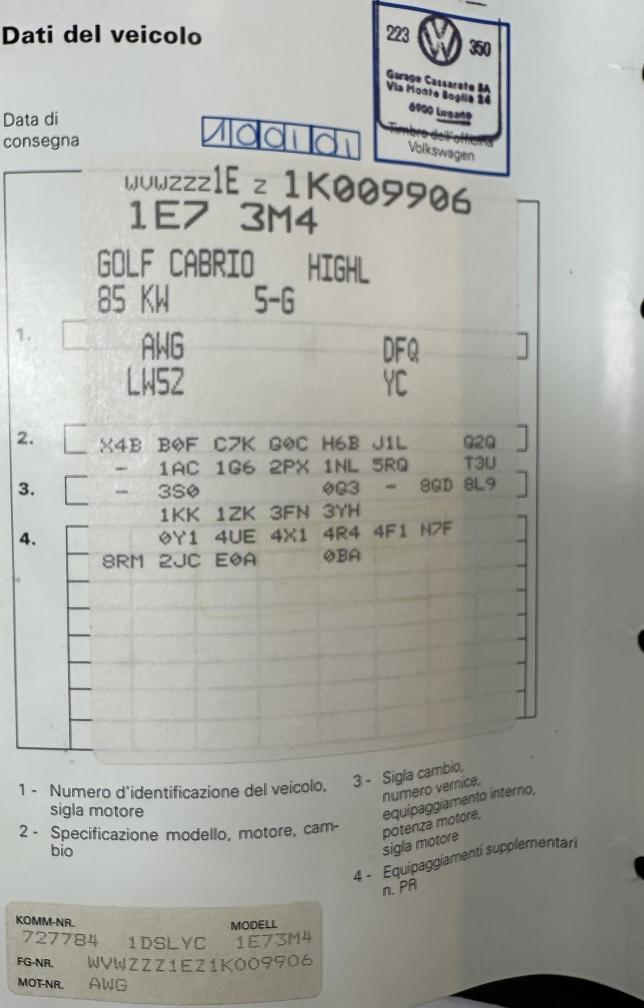 Dati del veicolo
223 VW 350
Garage Cassarate SA
Via Monte Boglia 24
6900 Lugano
Timbro dell'officina
Volkswagen
Data di
consegna
WVWZZZ1E Z 1K009906
1E7 3M4
GOLF CABRIO HIGHL
85 KW 5-G
1. AWG DFQ
LW5Z YC
2. X4B B0F C7K G0C H6B J1L Q2Q
- 1AC 1G6 2PX 1NL 5RQ T3U
3. - 3S0 0G3 - 8GD 8L9
1KK 1ZK 3FN 3YH
4. 0Y1 4UE 4X1 4R4 4F1 N7F
8RM 2JC E0A 0BA
1 - Numero d'identificazione del veicolo,
sigla motore
2 - Specificazione modello, motore, cam-
bio
3 - Sigla cambio,
numero vernice,
equipaggiamento interno,
potenza motore,
sigla motore
4 - Equipaggiamenti supplementari
n. PR
KOMM-NR. MODELL
727784 1DSLYC 1E73M4
FG-NR. WVWZZZ1EZ1K009906
MOT-NR. AWG